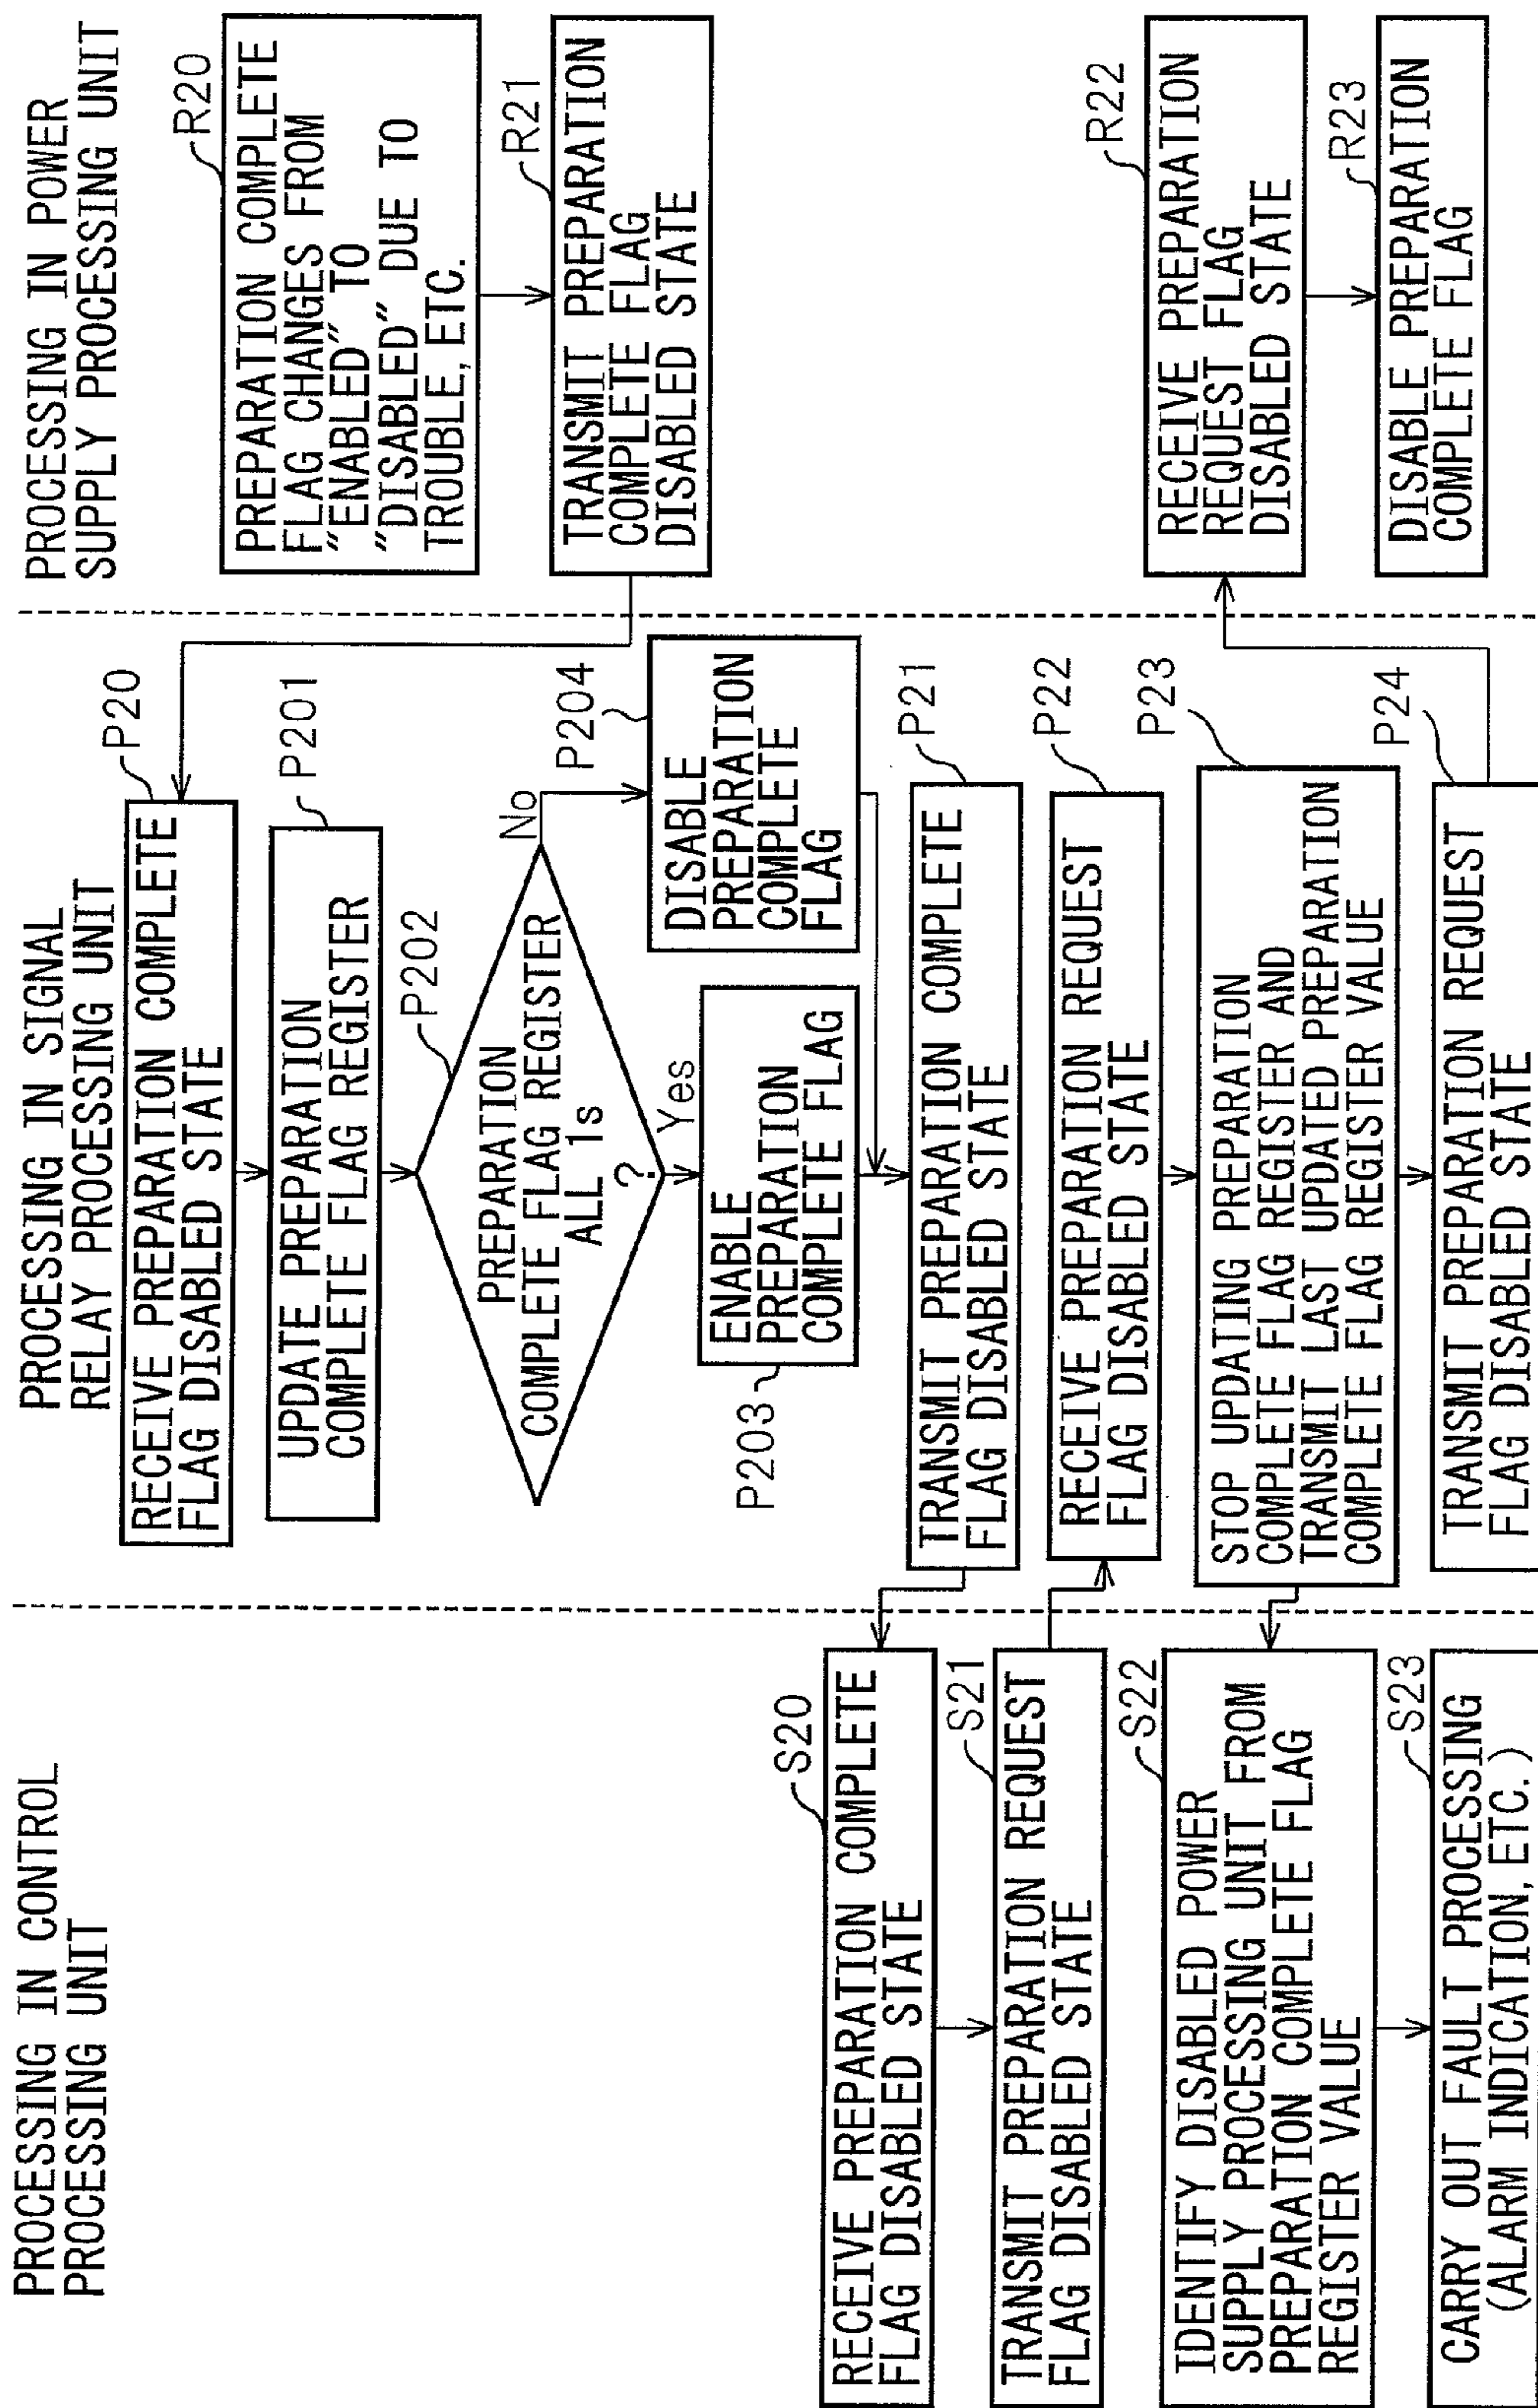 PROCESSING IN CONTROL
PROCESSING UNIT
S20
RECEIVE PREPARATION COMPLETE
FLAG DISABLED STATE
S21
TRANSMIT PREPARATION REQUEST
FLAG DISABLED STATE
S22
IDENTIFY DISABLED POWER
SUPPLY PROCESSING UNIT FROM
PREPARATION COMPLETE FLAG
REGISTER VALUE
S23
CARRY OUT FAULT PROCESSING
(ALARM INDICATION, ETC.)
PROCESSING IN SIGNAL
RELAY PROCESSING UNIT
P20
RECEIVE PREPARATION COMPLETE
FLAG DISABLED STATE
P201
UPDATE PREPARATION
COMPLETE FLAG REGISTER
P202
PREPARATION
COMPLETE FLAG REGISTER
ALL 1s
?
No
Yes
P203
ENABLE
PREPARATION
COMPLETE FLAG
P204
DISABLE
PREPARATION
COMPLETE
FLAG
P21
TRANSMIT PREPARATION COMPLETE
FLAG DISABLED STATE
P22
RECEIVE PREPARATION REQUEST
FLAG DISABLED STATE
P23
STOP UPDATING PREPARATION
COMPLETE FLAG REGISTER AND
TRANSMIT LAST UPDATED PREPARATION
COMPLETE FLAG REGISTER VALUE
P24
TRANSMIT PREPARATION REQUEST
FLAG DISABLED STATE
PROCESSING IN POWER
SUPPLY PROCESSING UNIT
R20
PREPARATION COMPLETE
FLAG CHANGES FROM
"ENABLED" TO
"DISABLED" DUE TO
TROUBLE, ETC.
R21
TRANSMIT PREPARATION
COMPLETE FLAG
DISABLED STATE
R22
RECEIVE PREPARATION
REQUEST FLAG
DISABLED STATE
R23
DISABLE PREPARATION
COMPLETE FLAG